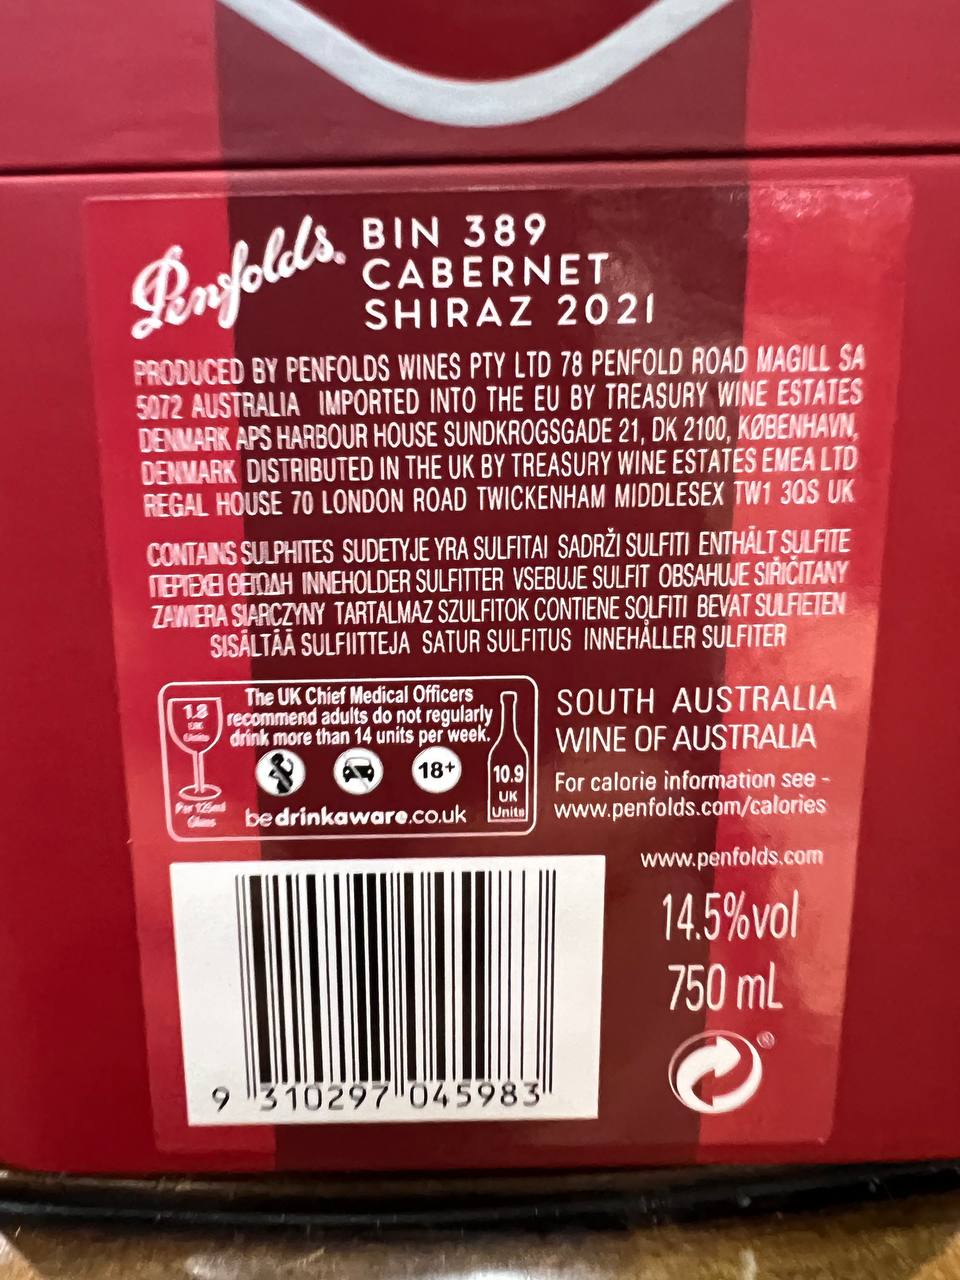 Penfolds.
BIN 389
CABERNET
SHIRAZ 2021
PRODUCED BY PENFOLDS WINES PTY LTD 78 PENFOLD ROAD MAGILL SA
5072 AUSTRALIA IMPORTED INTO THE EU BY TREASURY WINE ESTATES
DENMARK APS HARBOUR HOUSE SUNDKROGSGADE 21, DK 2100, KØBENHAVN,
DENMARK DISTRIBUTED IN THE UK BY TREASURY WINE ESTATES EMEA LTD
REGAL HOUSE 70 LONDON ROAD TWICKENHAM MIDDLESEX TW1 3QS UK
CONTAINS SULPHITES SUDETYJE YRA SULFITAI SADRŽI SULFITI ENTHÄLT SULFITE
ΠΕΡΙΕΧΕΙ ΘΕΙΩΔΗ INNEHOLDER SULFITTER VSEBUJE SULFIT OBSAHUJE SIŘIČITANY
ZAWIERA SIARCZYNY TARTALMAZ SZULFITOK CONTIENE SOLFITI BEVAT SULFIETEN
SISÄLTÄÄ SULFIITTEJA SATUR SULFITUS INNEHÅLLER SULFITER
1.8
UK
Units
Per 125ml
Glass
The UK Chief Medical Officers
recommend adults do not regularly
drink more than 14 units per week.
18+
bedrinkaware.co.uk
10.9
UK
Units
SOUTH AUSTRALIA
WINE OF AUSTRALIA
For calorie information see -
www.penfolds.com/calories
www.penfolds.com
14.5%vol
750 mL
®
9 310297 045983